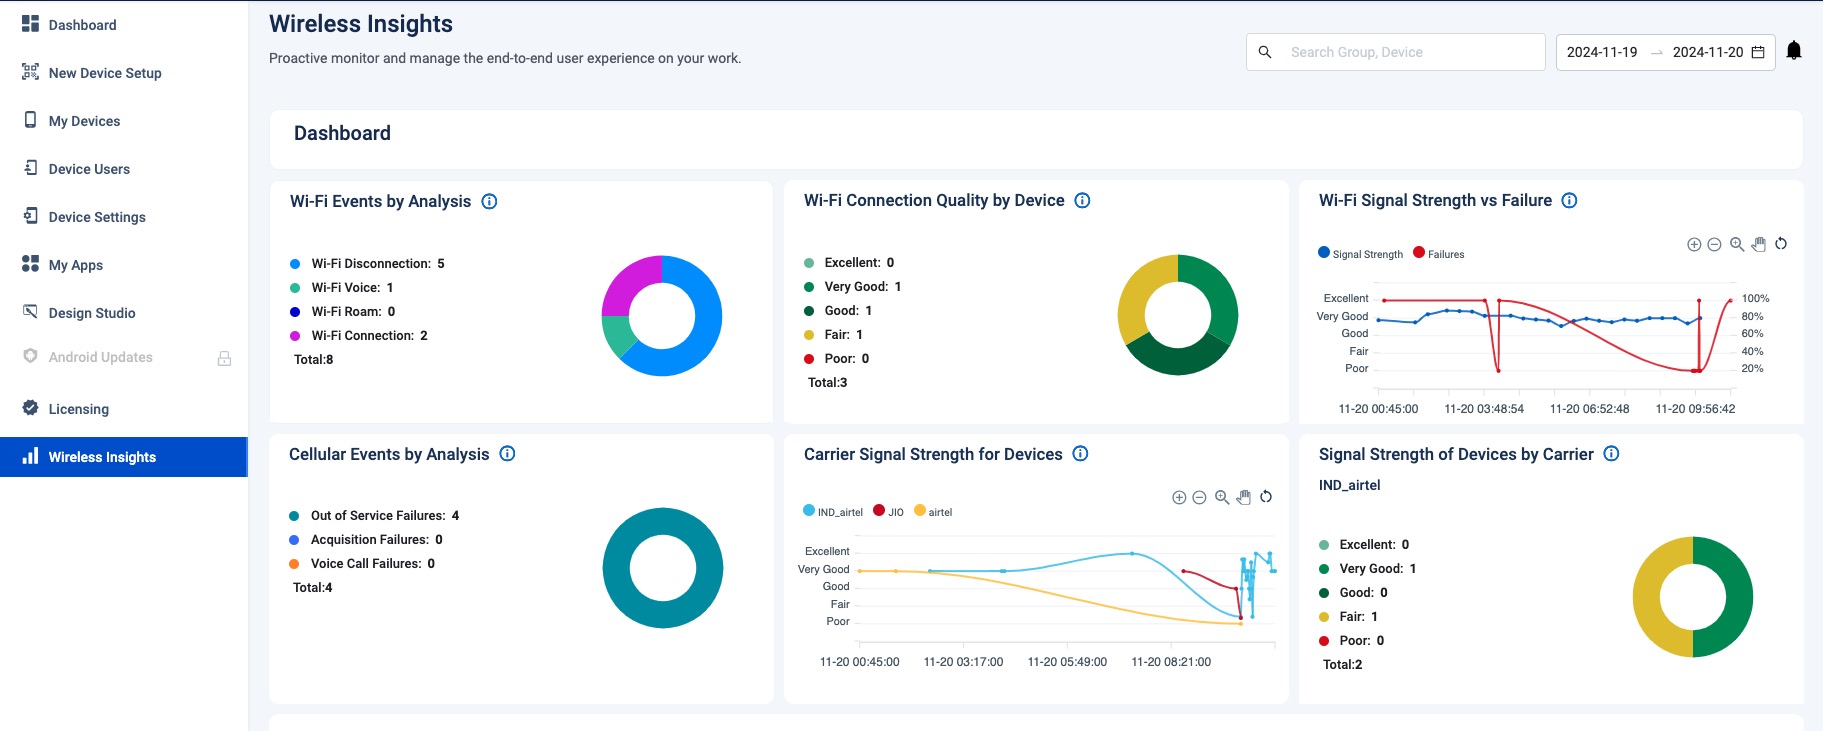 Dashboard
New Device Setup
My Devices
Device Users
Device Settings
My Apps
Design Studio
Android Updates
Licensing
Wireless Insights
Wireless Insights
Proactive monitor and manage the end-to-end user experience on your work.
Search Group, Device
2024-11-19 → 2024-11-20
Dashboard
Wi-Fi Events by Analysis
Wi-Fi Disconnection: 5
Wi-Fi Voice: 1
Wi-Fi Roam: 0
Wi-Fi Connection: 2
Total:8
Wi-Fi Connection Quality by Device
Excellent: 0
Very Good: 1
Good: 1
Fair: 1
Poor: 0
Total:3
Wi-Fi Signal Strength vs Failure
Signal Strength Failures
Excellent 100%
Very Good 80%
Good 60%
Fair 40%
Poor 20%
11-20 00:45:00 11-20 03:48:54 11-20 06:52:48 11-20 09:56:42
Cellular Events by Analysis
Out of Service Failures: 4
Acquisition Failures: 0
Voice Call Failures: 0
Total:4
Carrier Signal Strength for Devices
IND_airtel JIO airtel
Excellent
Very Good
Good
Fair
Poor
11-20 00:45:00 11-20 03:17:00 11-20 05:49:00 11-20 08:21:00
Signal Strength of Devices by Carrier
IND_airtel
Excellent: 0
Very Good: 1
Good: 0
Fair: 1
Poor: 0
Total:2